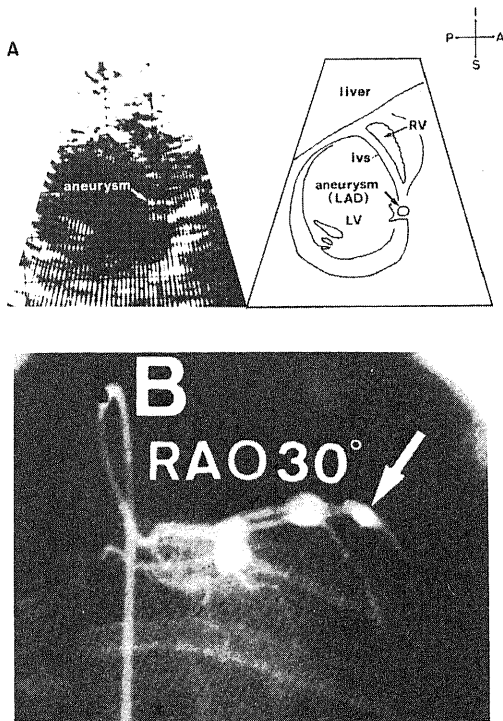 I
P A
S
A
liver
RV
ivs
aneurysm
aneurysm
(LAD)
LV
B
RAO 30°